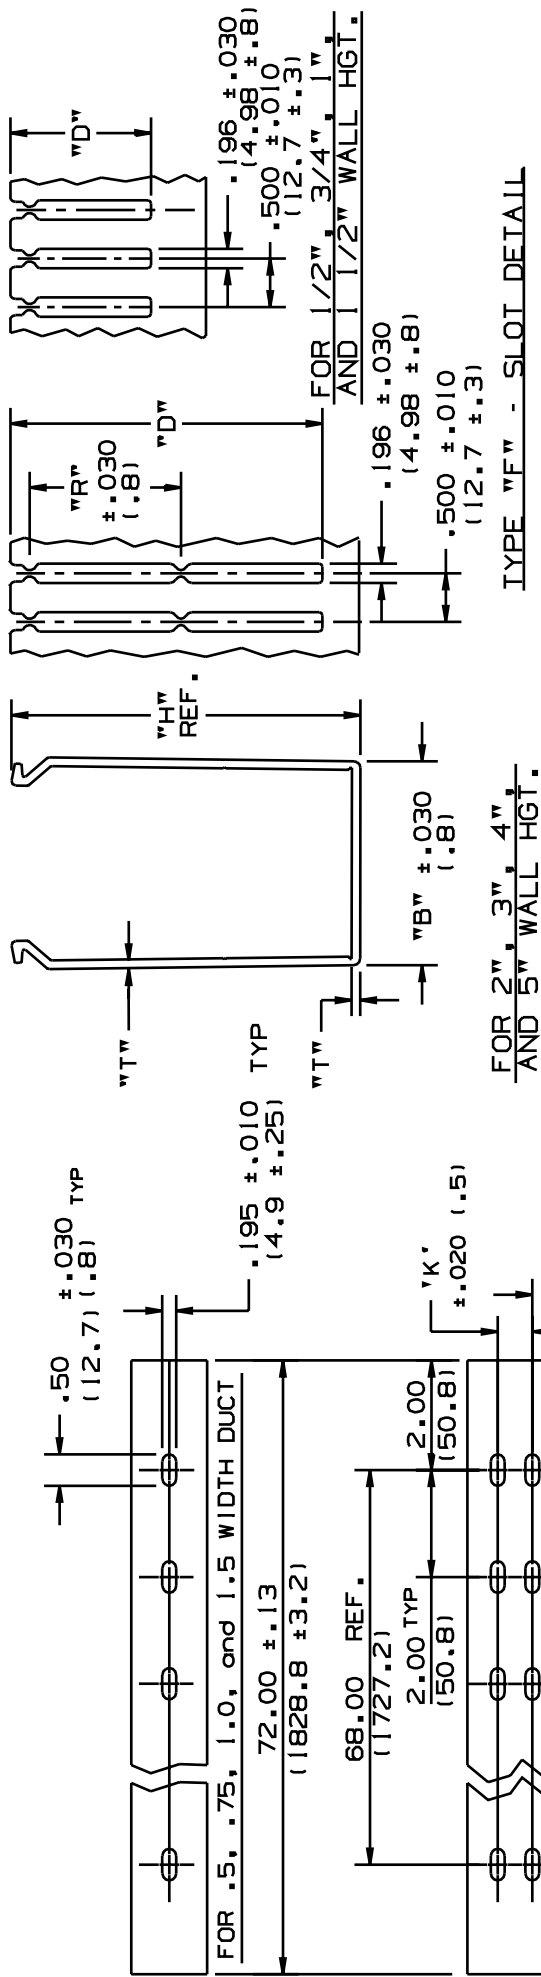 .50 ±.030 TYP
(12.7) (.8)
.195 ±.010 TYP
(4.9 ±.25)
FOR .5, .75, 1.0, and 1.5 WIDTH DUCT
72.00 ±.13
(1828.8 ±3.2)
68.00 REF.
(1727.2)
2.00 TYP
(50.8)
2.00
(50.8)
"K"
±.020 (.5)
"T"
"T"
"H"
REF.
"B" ±.030
(.8)
FOR 2", 3", 4",
AND 5" WALL HGT.
"R"
±.030
(.8)
"D"
.196 ±.030
(4.98 ±.8)
.500 ±.010
(12.7 ±.3)
"D"
.196 ±.030
(4.98 ±.8)
.500 ±.010
(12.7 ±.3)
FOR 1/2", 3/4", 1",
AND 1 1/2" WALL HGT.
TYPE "F" - SLOT DETAIL